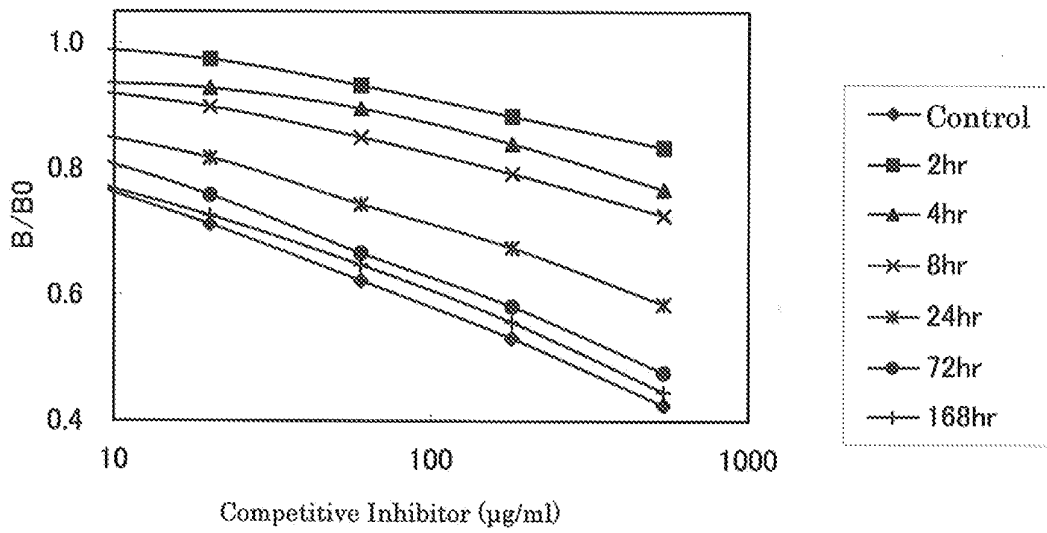 1.0
0.8
0.6
0.4
B/B0
10
100
1000
Competitive Inhibitor (µg/ml)
Control
2hr
4hr
8hr
24hr
72hr
168hr